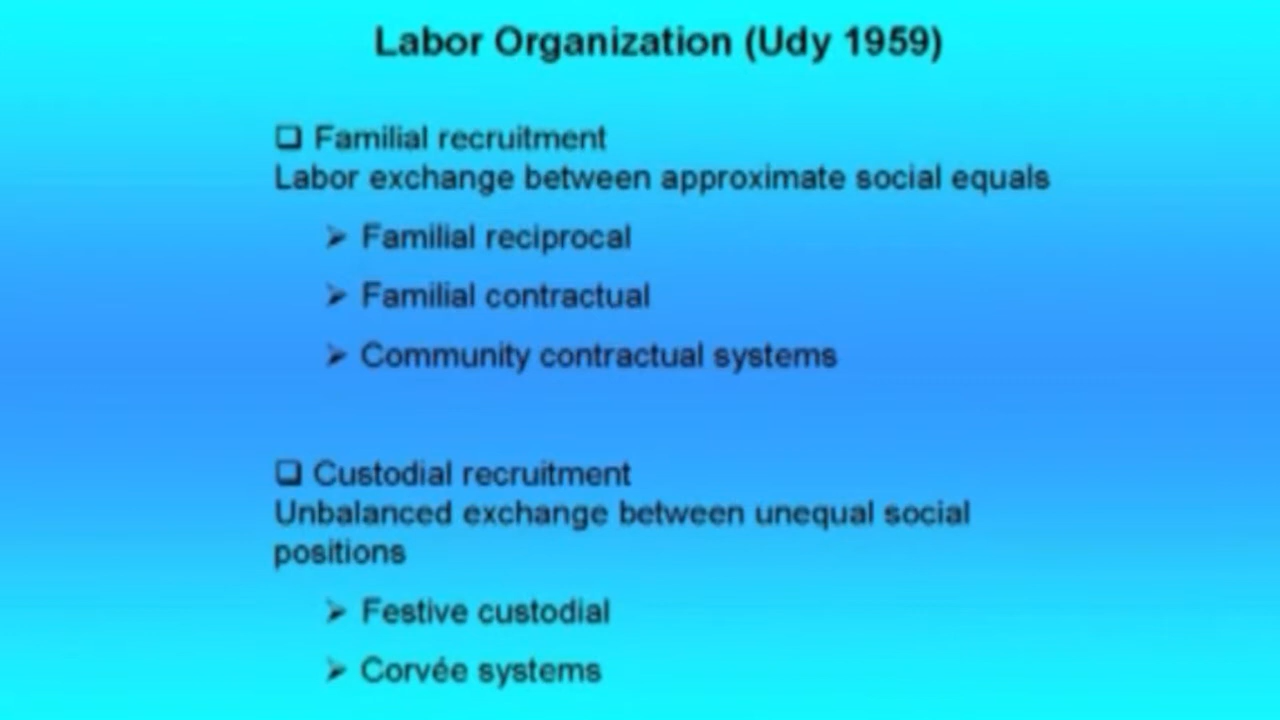 Labor Organization (Udy 1959)
❑ Familial recruitment
Labor exchange between approximate social equals
➢ Familial reciprocal
➢ Familial contractual
➢ Community contractual systems
❑ Custodial recruitment
Unbalanced exchange between unequal social
positions
➢ Festive custodial
➢ Corvée systems